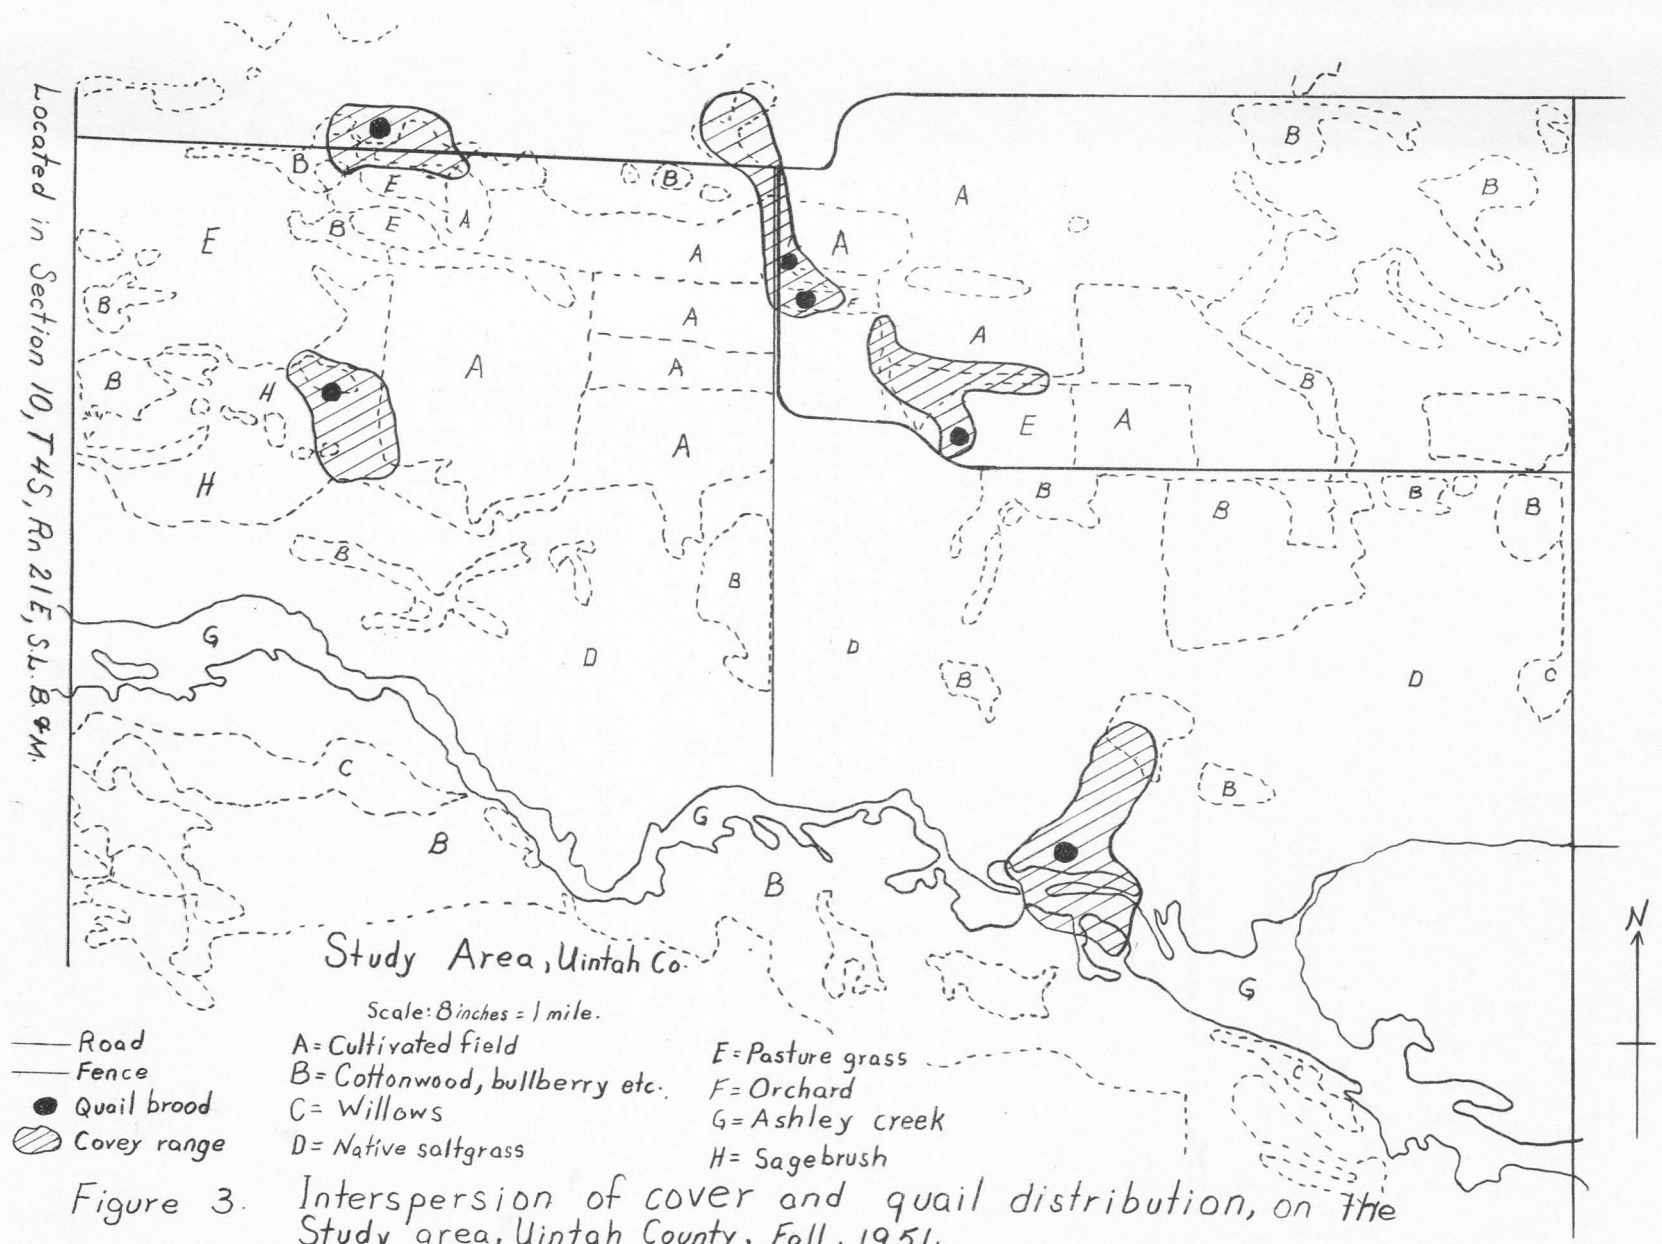 Located in Section 10, T4S, Rn21E, S.L.B.&M.
B
B
B
E
B
A
E
B
E
A
B
A
A
E
B
A
F
A
A
B
A
A
B
H
B
E
A
A
H
B
B
B
B
B
B
G
D
D
B
D
C
C
B
G
B
B
G
C
N
Study Area, Uintah Co.
Scale: 8 inches = 1 mile.
Road
Fence
Quail brood
Covey range
A = Cultivated field
B = Cottonwood, bullberry etc.
C = Willows
D = Native saltgrass
E = Pasture grass
F = Orchard
G = Ashley creek
H = Sagebrush
Figure 3. Interspersion of cover and quail distribution, on the
Study area, Uintah County, Fall, 1951.